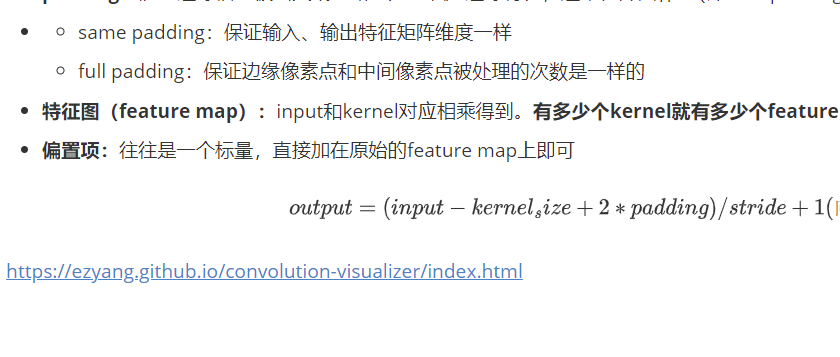 same padding：保证输入、输出特征矩阵维度一样
full padding：保证边缘像素点和中间像素点被处理的次数是一样的
特征图（feature map）：input和kernel对应相乘得到。有多少个kernel就有多少个feature
偏置项：往往是一个标量，直接加在原始的feature map上即可
output = (input − kernel_size + 2 ∗ padding)/stride + 1(
https://ezyang.github.io/convolution-visualizer/index.html